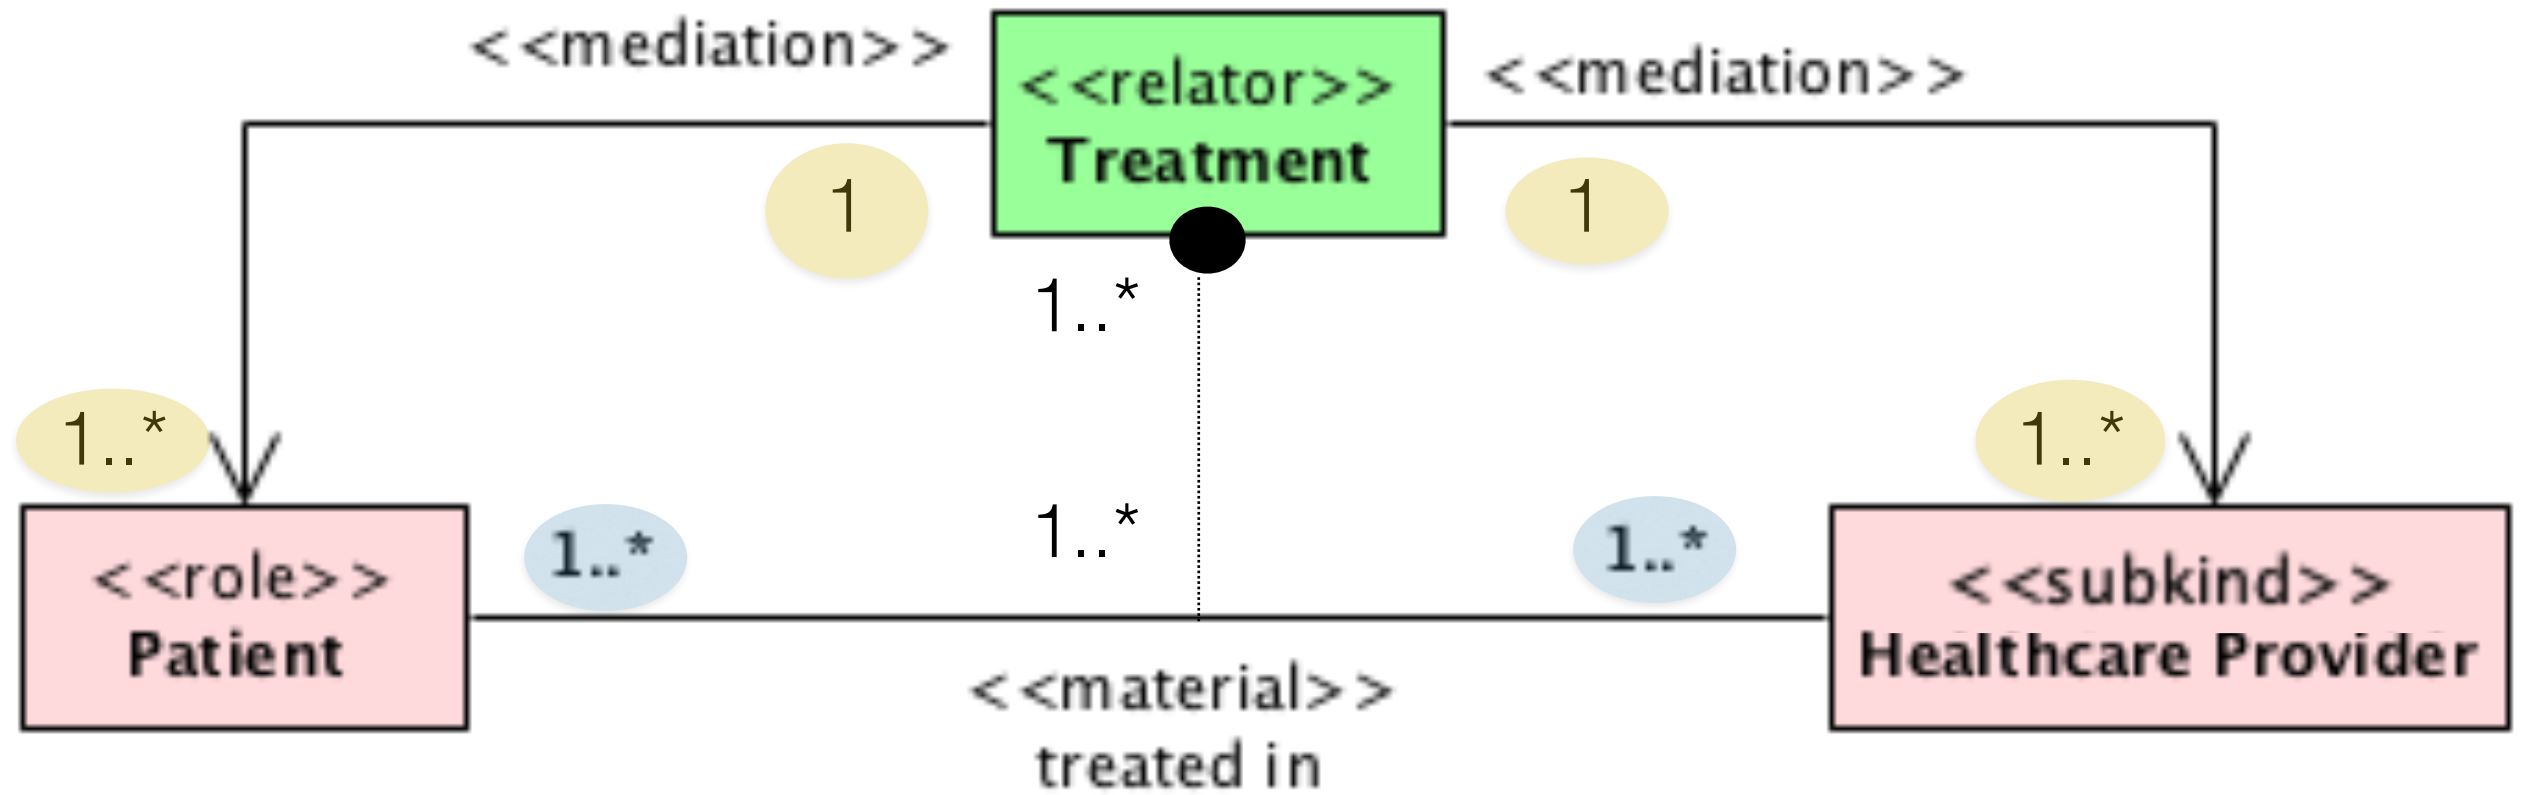 <<mediation>>
<<relator>>
Treatment
<<mediation>>
1
1
1..*
1..*
1..*
1..*
1..*
1..*
<<role>>
Patient
<<subkind>>
Healthcare Provider
<<material>>
treated in